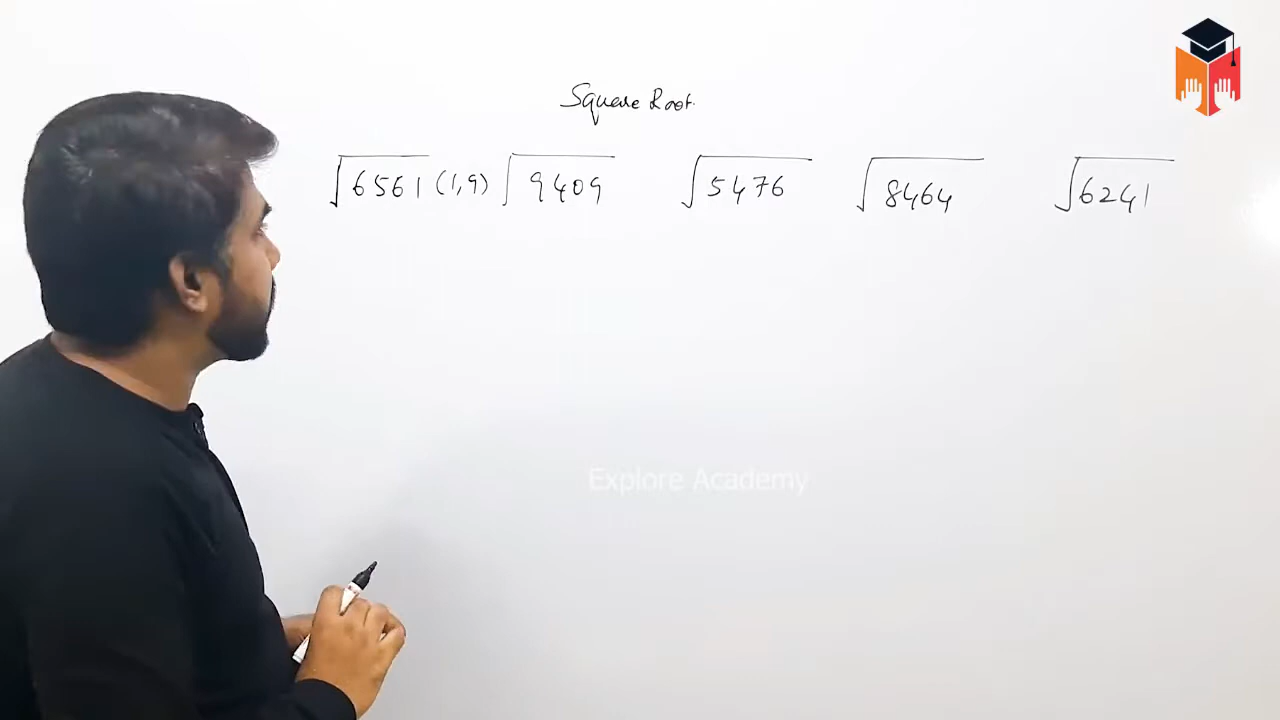 Square Root.
√6561 (1,9) √9409 √5476 √8464 √6241
Explore Academy